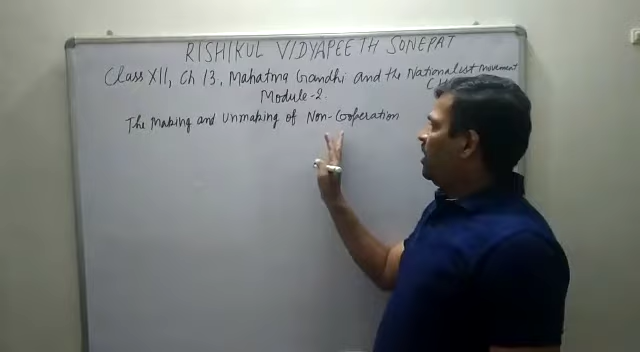 RISHIKUL VIDYAPEETH SONEPAT
Class XII, Ch 13, Mahatma Gandhi and the Nationalist Movement
Module-2.
The Making and Unmaking of Non-Cooperation